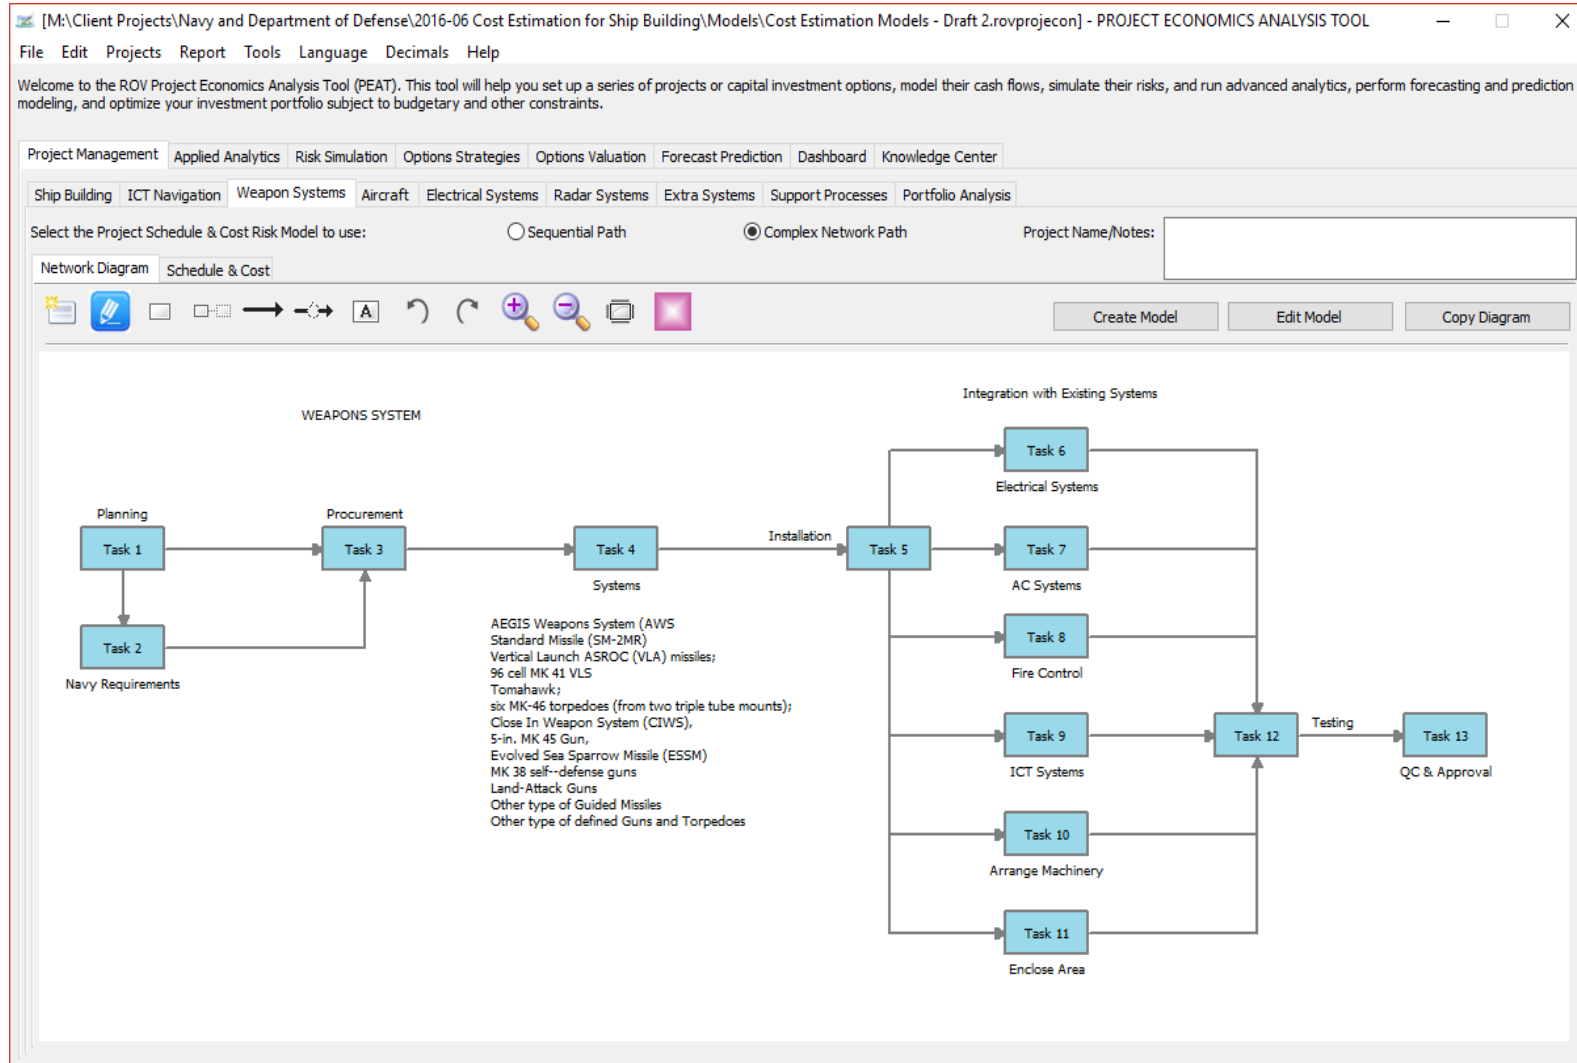 [M:\Client Projects\Navy and Department of Defense\2016-06 Cost Estimation for Ship Building\Models\Cost Estimation Models - Draft 2.rovprojecon] - PROJECT ECONOMICS ANALYSIS TOOL
File Edit Projects Report Tools Language Decimals Help
Welcome to the ROV Project Economics Analysis Tool (PEAT). This tool will help you set up a series of projects or capital investment options, model their cash flows, simulate their risks, and run advanced analytics, perform forecasting and prediction
modeling, and optimize your investment portfolio subject to budgetary and other constraints.
Project Management Applied Analytics Risk Simulation Options Strategies Options Valuation Forecast Prediction Dashboard Knowledge Center
Ship Building ICT Navigation Weapon Systems Aircraft Electrical Systems Radar Systems Extra Systems Support Processes Portfolio Analysis
Select the Project Schedule & Cost Risk Model to use: Sequential Path Complex Network Path Project Name/Notes:
Network Diagram Schedule & Cost
A
Create Model Edit Model Copy Diagram
WEAPONS SYSTEM
Integration with Existing Systems
Planning
Task 1
Task 2
Navy Requirements
Procurement
Task 3
Task 4
Systems
AEGIS Weapons System (AWS
Standard Missile (SM-2MR)
Vertical Launch ASROC (VLA) missiles;
96 cell MK 41 VLS
Tomahawk;
six MK-46 torpedoes (from two triple tube mounts);
Close In Weapon System (CIWS),
5-in. MK 45 Gun,
Evolved Sea Sparrow Missile (ESSM)
MK 38 self--defense guns
Land-Attack Guns
Other type of Guided Missiles
Other type of defined Guns and Torpedoes
Installation
Task 5
Task 6
Electrical Systems
Task 7
AC Systems
Task 8
Fire Control
Task 9
ICT Systems
Task 10
Arrange Machinery
Task 11
Enclose Area
Task 12
Testing
Task 13
QC & Approval